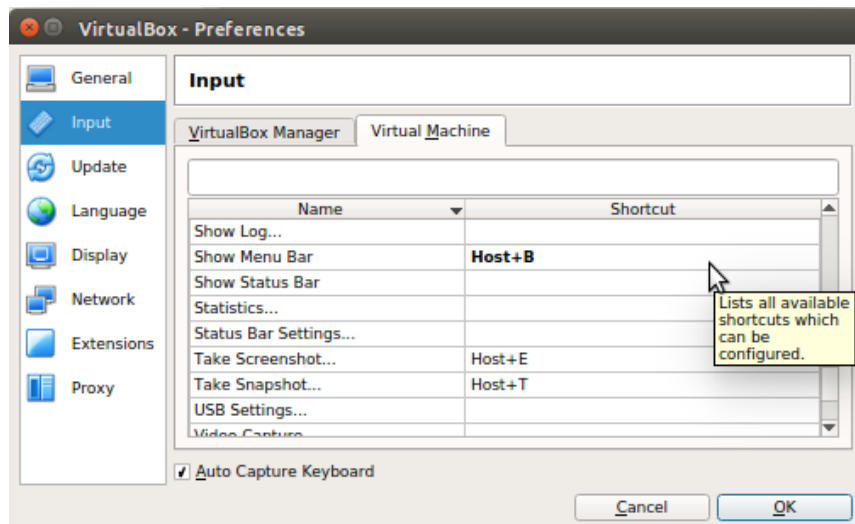 VirtualBox - Preferences
General
Input
Update
Language
Display
Network
Extensions
Proxy
Input
VirtualBox Manager Virtual Machine
Name Shortcut
Show Log...
Show Menu Bar Host+B
Show Status Bar
Statistics...
Status Bar Settings...
Take Screenshot... Host+E
Take Snapshot... Host+T
USB Settings...
Video Capture
Lists all available
shortcuts which
can be
configured.
Auto Capture Keyboard
Cancel OK